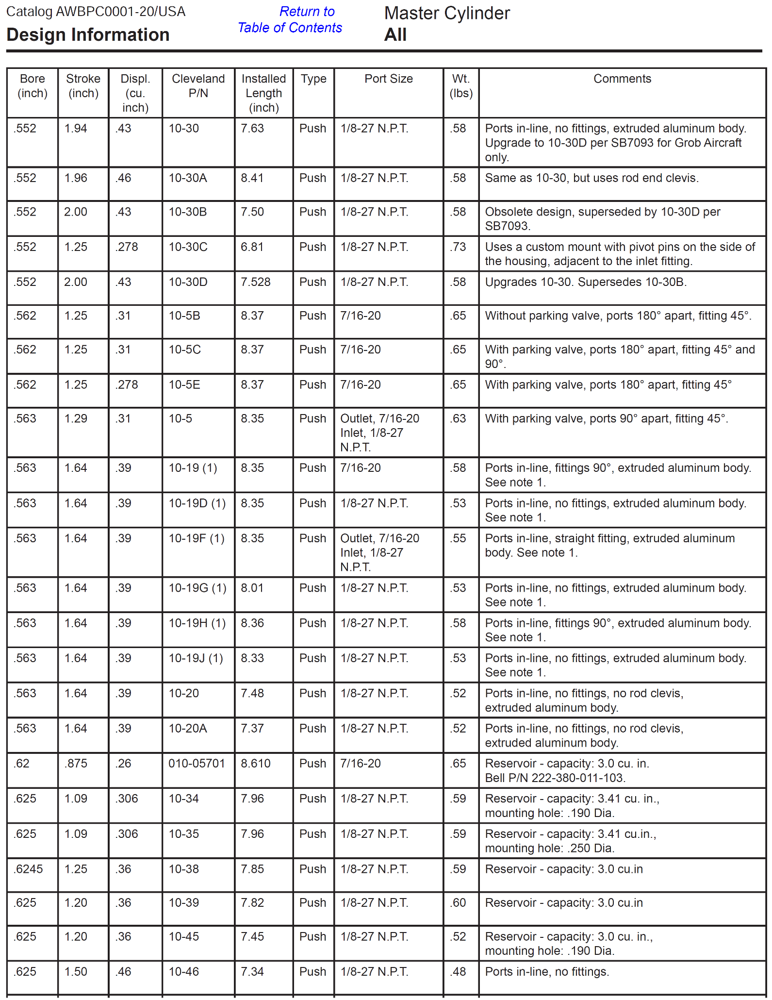 Catalog AWBPC0001-20/USA
Design Information
Return to
Table of Contents
Master Cylinder
All
Bore (inch) Stroke (inch) Displ. (cu. inch) Cleveland P/N Installed Length (inch) Type Port Size Wt. (lbs) Comments
.552 1.94 .43 10-30 7.63 Push 1/8-27 N.P.T. .58 Ports in-line, no fittings, extruded aluminum body.
Upgrade to 10-30D per SB7093 for Grob Aircraft
only.
.552 1.96 .46 10-30A 8.41 Push 1/8-27 N.P.T. .58 Same as 10-30, but uses rod end clevis.
.552 2.00 .43 10-30B 7.50 Push 1/8-27 N.P.T. .58 Obsolete design, superseded by 10-30D per
SB7093.
.552 1.25 .278 10-30C 6.81 Push 1/8-27 N.P.T. .73 Uses a custom mount with pivot pins on the side of
the housing, adjacent to the inlet fitting.
.552 2.00 .43 10-30D 7.528 Push 1/8-27 N.P.T. .58 Upgrades 10-30. Supersedes 10-30B.
.562 1.25 .31 10-5B 8.37 Push 7/16-20 .65 Without parking valve, ports 180° apart, fitting 45°.
.562 1.25 .31 10-5C 8.37 Push 7/16-20 .65 With parking valve, ports 180° apart, fitting 45° and
90°.
.562 1.25 .278 10-5E 8.37 Push 7/16-20 .65 With parking valve, ports 180° apart, fitting 45°
.563 1.29 .31 10-5 8.35 Push Outlet, 7/16-20 .63 With parking valve, ports 90° apart, fitting 45°.
Inlet, 1/8-27
N.P.T.
.563 1.64 .39 10-19 (1) 8.35 Push 7/16-20 .58 Ports in-line, fittings 90°, extruded aluminum body.
See note 1.
.563 1.64 .39 10-19D (1) 8.35 Push 1/8-27 N.P.T. .53 Ports in-line, no fittings, extruded aluminum body.
See note 1.
.563 1.64 .39 10-19F (1) 8.35 Push Outlet, 7/16-20 .55 Ports in-line, straight fitting, extruded aluminum
Inlet, 1/8-27 body. See note 1.
N.P.T.
.563 1.64 .39 10-19G (1) 8.01 Push 1/8-27 N.P.T. .53 Ports in-line, no fittings, extruded aluminum body.
See note 1.
.563 1.64 .39 10-19H (1) 8.36 Push 1/8-27 N.P.T. .58 Ports in-line, fittings 90°, extruded aluminum body.
See note 1.
.563 1.64 .39 10-19J (1) 8.33 Push 1/8-27 N.P.T. .53 Ports in-line, no fittings, extruded aluminum body.
See note 1.
.563 1.64 .39 10-20 7.48 Push 1/8-27 N.P.T. .52 Ports in-line, no fittings, no rod clevis,
extruded aluminum body.
.563 1.64 .39 10-20A 7.37 Push 1/8-27 N.P.T. .52 Ports in-line, no fittings, no rod clevis,
extruded aluminum body.
.62 .875 .26 010-05701 8.610 Push 7/16-20 .65 Reservoir - capacity: 3.0 cu. in.
Bell P/N 222-380-011-103.
.625 1.09 .306 10-34 7.96 Push 1/8-27 N.P.T. .59 Reservoir - capacity: 3.41 cu. in.,
mounting hole: .190 Dia.
.625 1.09 .306 10-35 7.96 Push 1/8-27 N.P.T. .59 Reservoir - capacity: 3.41 cu.in.,
mounting hole: .250 Dia.
.6245 1.25 .36 10-38 7.85 Push 1/8-27 N.P.T. .59 Reservoir - capacity: 3.0 cu.in
.625 1.20 .36 10-39 7.82 Push 1/8-27 N.P.T. .60 Reservoir - capacity: 3.0 cu.in
.625 1.20 .36 10-45 7.45 Push 1/8-27 N.P.T. .52 Reservoir - capacity: 3.0 cu. in.,
mounting hole: .190 Dia.
.625 1.50 .46 10-46 7.34 Push 1/8-27 N.P.T. .48 Ports in-line, no fittings.